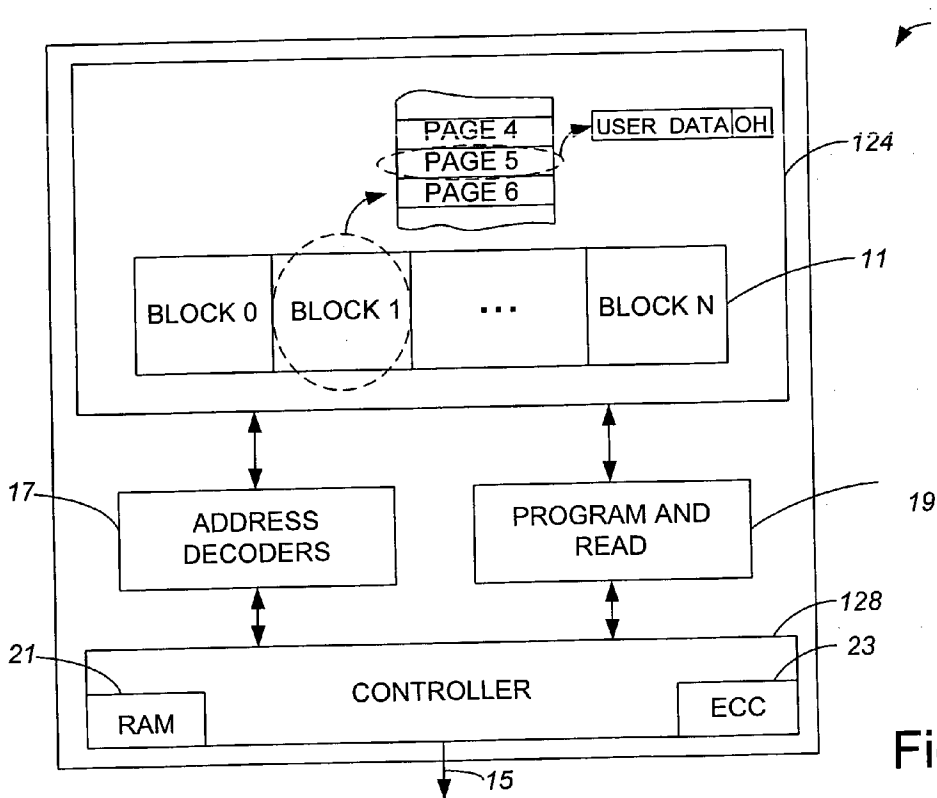 PAGE 4
USER DATA OH
PAGE 5
124
PAGE 6
11
BLOCK 0
BLOCK 1
...
BLOCK N
17
ADDRESS
DECODERS
PROGRAM AND
READ
19
128
21
23
CONTROLLER
RAM
ECC
15
Fi